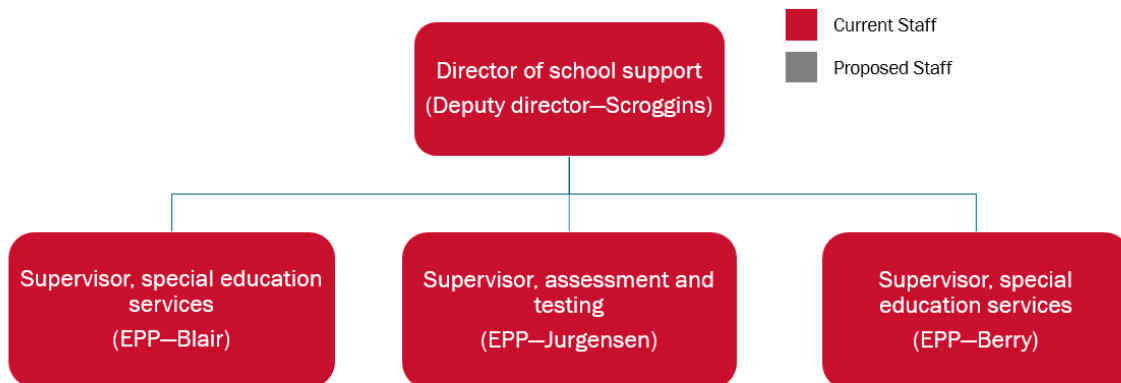 Current Staff
Proposed Staff
Director of school support
(Deputy director—Scroggins)
Supervisor, special education
services
(EPP—Blair)
Supervisor, assessment and
testing
(EPP—Jurgensen)
Supervisor, special
education services
(EPP—Berry)